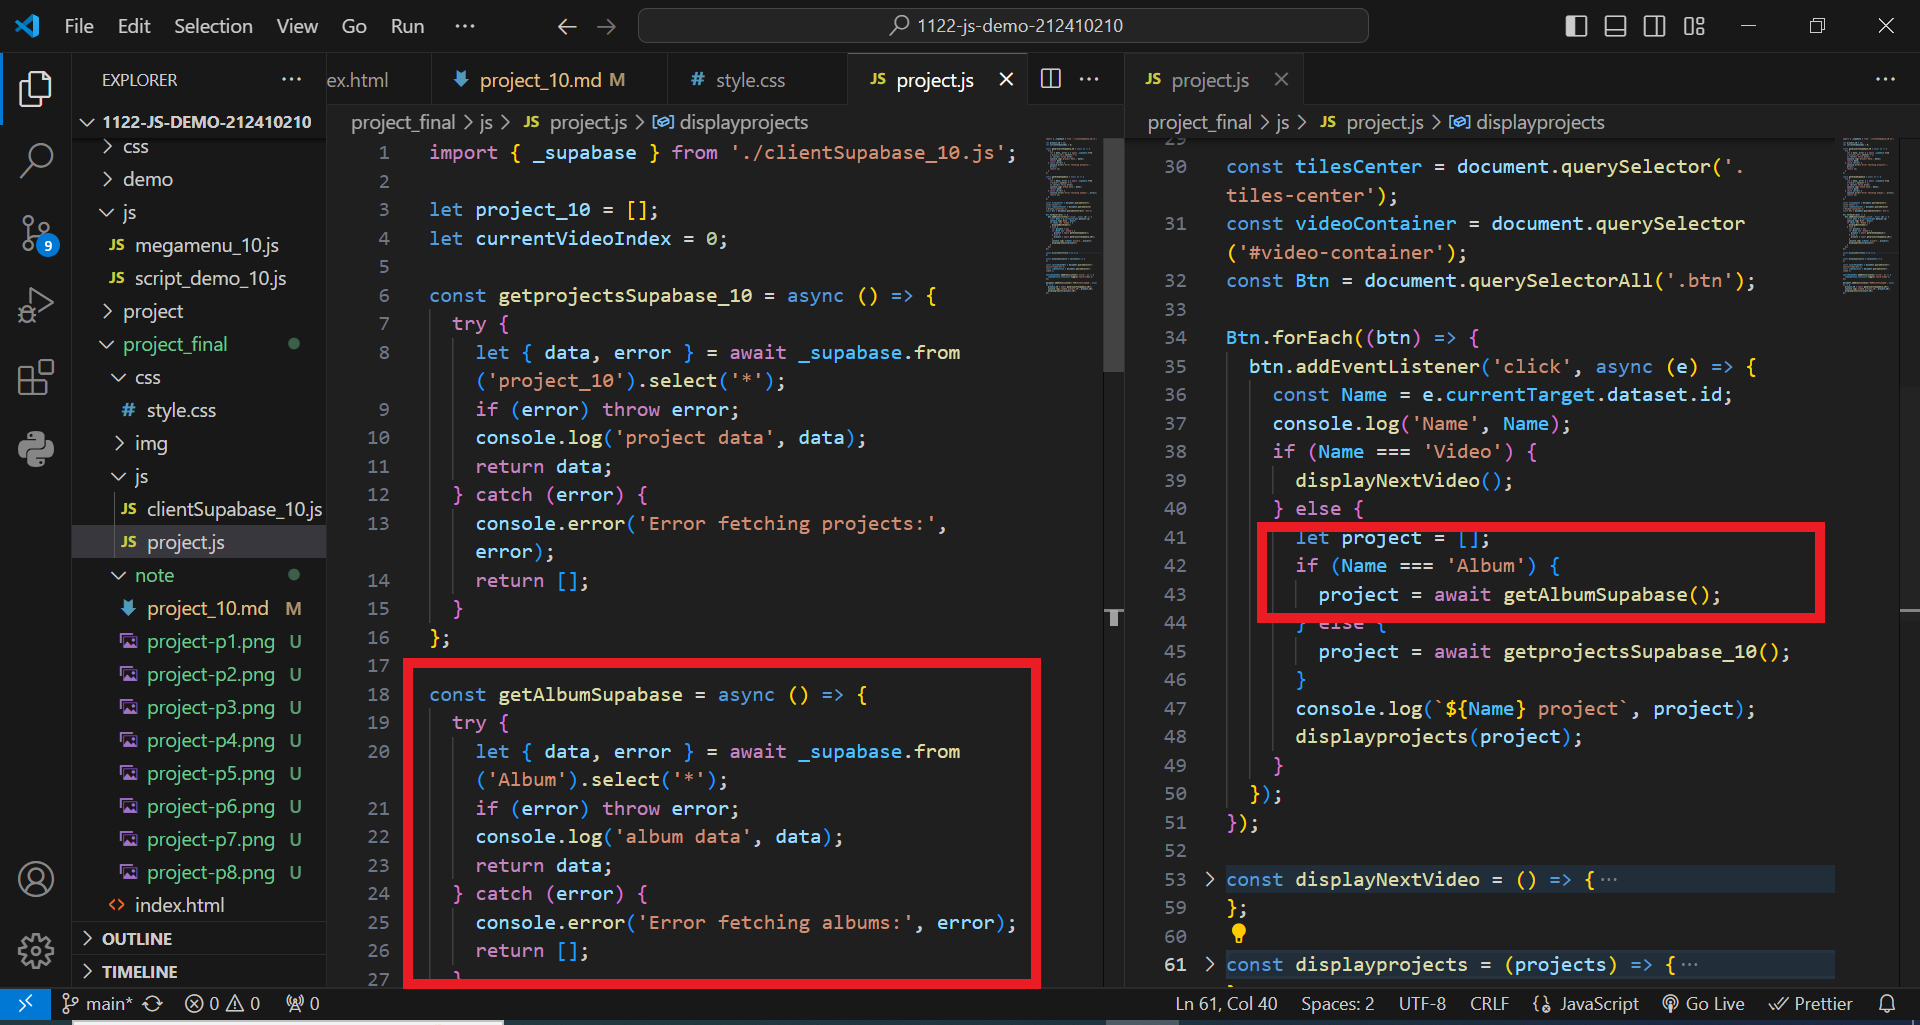 File Edit Selection View Go Run ···
1122-js-demo-212410210
EXPLORER ···
1122-JS-DEMO-212410210
css
demo
js
JS megamenu_10.js
JS script_demo_10.js
project
project_final
css
# style.css
img
js
JS clientSupabase_10.js
JS project.js
note
project_10.md M
project-p1.png U
project-p2.png U
project-p3.png U
project-p4.png U
project-p5.png U
project-p6.png U
project-p7.png U
project-p8.png U
<> index.html
OUTLINE
TIMELINE
9
ex.html project_10.md M # style.css JS project.js ···
project_final > js > JS project.js > displayprojects
1 import { _supabase } from './clientSupabase_10.js';
2
3 let project_10 = [];
4 let currentVideoIndex = 0;
5
6 const getprojectsSupabase_10 = async () => {
7 try {
8 let { data, error } = await _supabase.from
('project_10').select('*');
9 if (error) throw error;
10 console.log('project data', data);
11 return data;
12 } catch (error) {
13 console.error('Error fetching projects:',
error);
14 return [];
15 }
16 };
17
18 const getAlbumSupabase = async () => {
19 try {
20 let { data, error } = await _supabase.from
('Album').select('*');
21 if (error) throw error;
22 console.log('album data', data);
23 return data;
24 } catch (error) {
25 console.error('Error fetching albums:', error);
26 return [];
27 }
JS project.js ···
project_final > js > JS project.js > displayprojects
29
30 const tilesCenter = document.querySelector('.
tiles-center');
31 const videoContainer = document.querySelector
('#video-container');
32 const Btn = document.querySelectorAll('.btn');
33
34 Btn.forEach((btn) => {
35 btn.addEventListener('click', async (e) => {
36 const Name = e.currentTarget.dataset.id;
37 console.log('Name', Name);
38 if (Name === 'Video') {
39 displayNextVideo();
40 } else {
41 let project = [];
42 if (Name === 'Album') {
43 project = await getAlbumSupabase();
44 } else {
45 project = await getprojectsSupabase_10();
46 }
47 console.log(`${Name} project`, project);
48 displayprojects(project);
49 }
50 });
51 });
52
53 const displayNextVideo = () => {···
59 };
60
61 const displayprojects = (projects) => {···
main* 0 0 0
Ln 61, Col 40 Spaces: 2 UTF-8 CRLF {} JavaScript Go Live Prettier